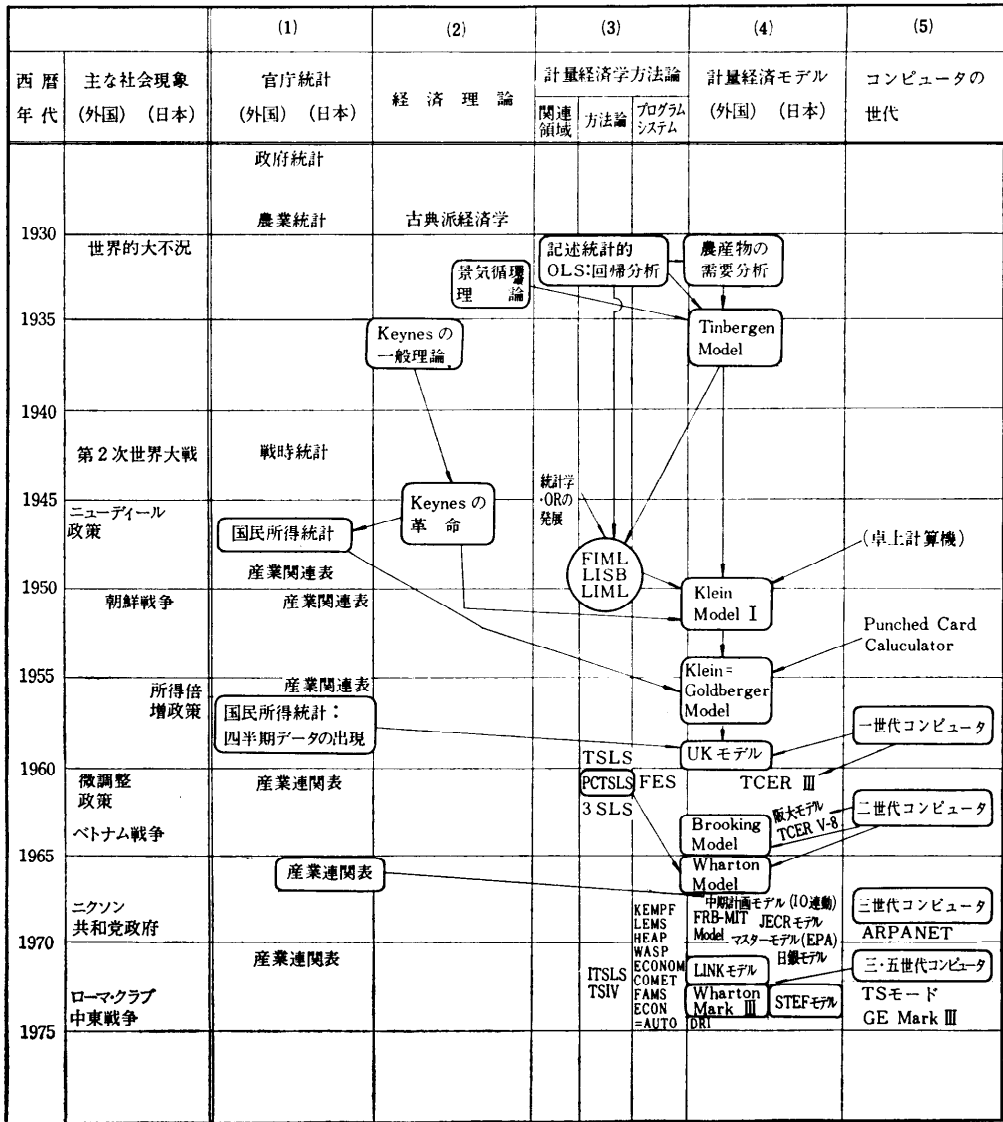 (1)
(2)
(3)
(4)
(5)
西暦
年代
主な社会現象
(外国) (日本)
官庁統計
(外国) (日本)
経済理論
計量経済学方法論
関連
領域
方法論
プログラム
システム
計量経済モデル
(外国) (日本)
コンピュータの
世代
政府統計
農業統計
古典派経済学
1930
世界的大不況
景気循環
理論
記述統計的
OLS:回帰分析
農産物の
需要分析
1935
Keynesの
一般理論
Tinbergen
Model
1940
第2次世界大戦
戦時統計
1945
ニューディール
政策
国民所得統計
Keynesの
革命
統計学
・ORの
発展
(卓上計算機)
産業関連表
FIML
LISB
LIML
1950
朝鮮戦争
産業関連表
Klein
Model I
Punched Card
Caluculator
1955
所得倍
増政策
産業関連表
国民所得統計:
四半期データの出現
Klein=
Goldberger
Model
一世代コンピュータ
UKモデル
1960
微調整
政策
産業関連表
TSLS
PCTSLS
3SLS
FES
TCER III
ベトナム戦争
Brooking
Model
阪大モデル
TCER V-8
二世代コンピュータ
1965
産業連関表
Wharton
Model
ニクソン
共和党政府
KEMPF
LEMS
HEAP
WASP
ECONOM
COMET
FAMS
ECON
=AUTO
中期計画モデル(IO連動)
FRB-MIT
Model
JECRモデル
マスターモデル(EPA)
日銀モデル
三世代コンピュータ
ARPANET
1970
産業連関表
ITSLS
TSIV
LINKモデル
三・五世代コンピュータ
ローマ・クラブ
中東戦争
Wharton
Mark III
STEFモデル
DRI
TSモード
GE Mark III
1975